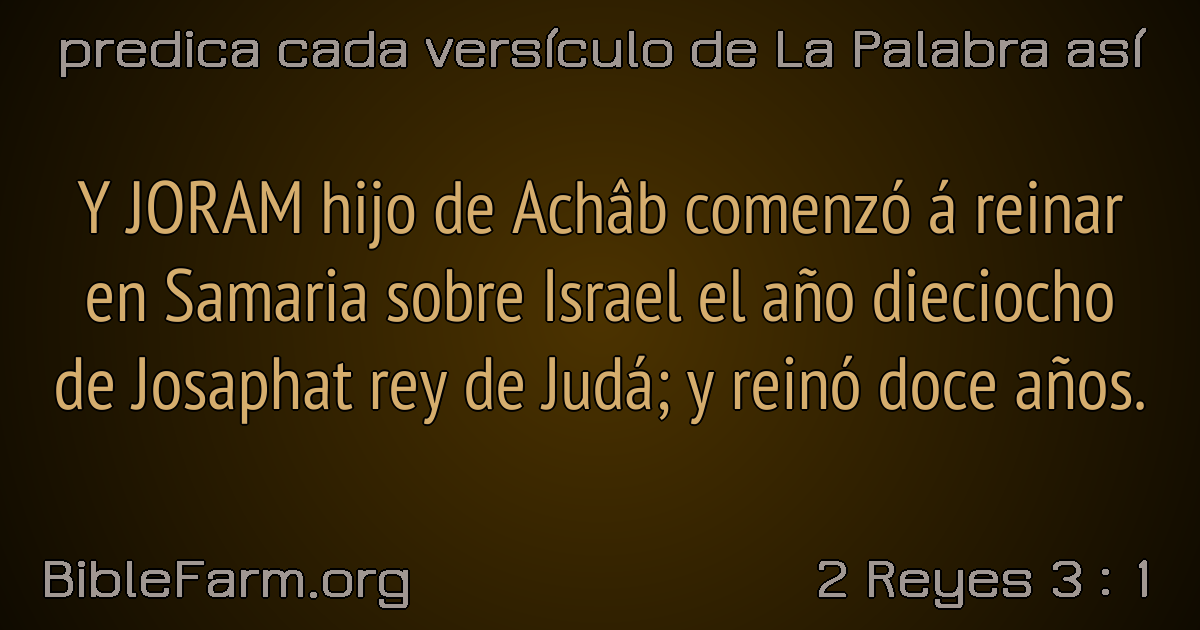 predica cada versículo de La Palabra así
Y JORAM hijo de Achâb comenzó á reinar
en Samaria sobre Israel el año dieciocho
de Josaphat rey de Judá; y reinó doce años.
BibleFarm.org
2 Reyes 3 : 1